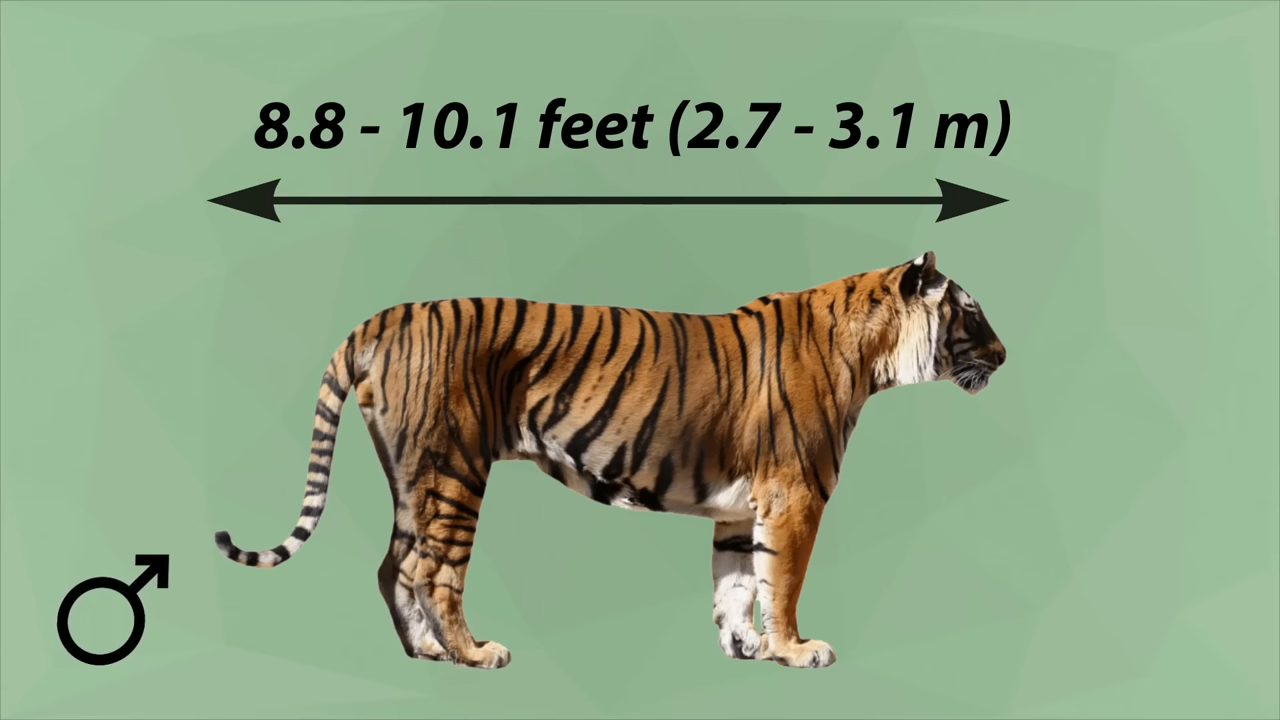 8.8 - 10.1 feet (2.7 - 3.1 m)